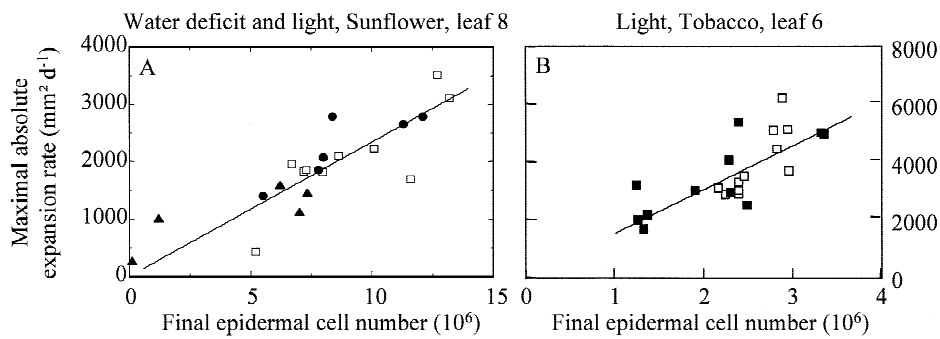 Water deficit and light, Sunflower, leaf 8
Light, Tobacco, leaf 6
Maximal absolute
expansion rate (mm² d⁻¹)
4000
3000
2000
1000
0
A
0
5
10
15
Final epidermal cell number (10⁶)
B
8000
6000
4000
2000
0
0
1
2
3
4
Final epidermal cell number (10⁶)